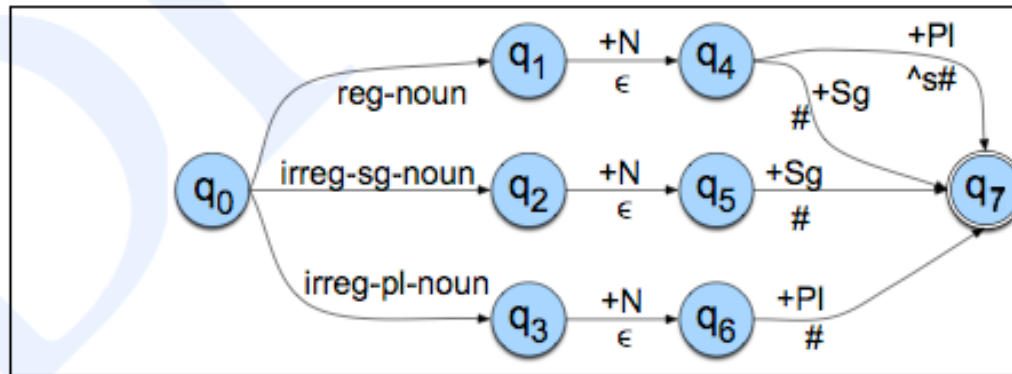 +N
+Pl
q1
q4
ϵ
^s#
reg-noun
+Sg
#
irreg-sg-noun
+N
+Sg
q0
q2
q5
q7
ϵ
#
irreg-pl-noun
+N
+Pl
q3
q6
ϵ
#